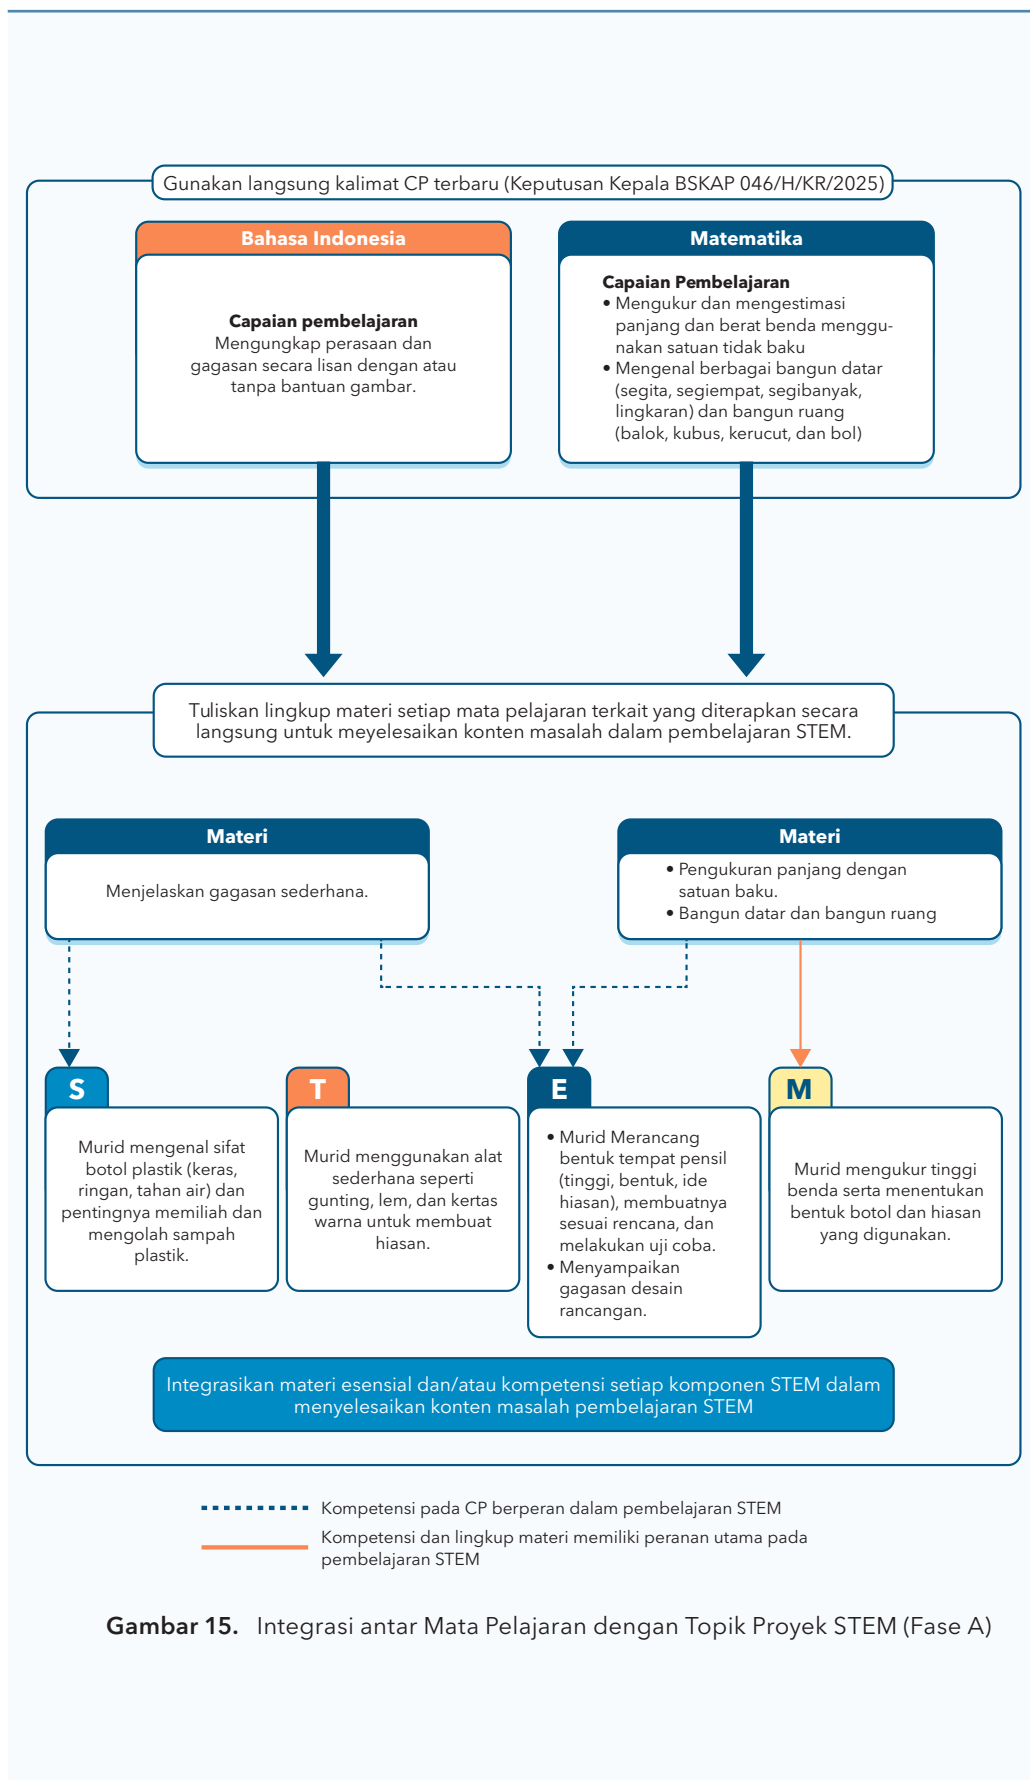 Gunakan langsung kalimat CP terbaru (Keputusan Kepala BSKAP 046/H/KR/2025)
Bahasa Indonesia
Capaian pembelajaran
Mengungkap perasaan dan
gagasan secara lisan dengan atau
tanpa bantuan gambar.
Matematika
Capaian Pembelajaran
• Mengukur dan mengestimasi
panjang dan berat benda menggu-
nakan satuan tidak baku
• Mengenal berbagai bangun datar
(segita, segiempat, segibanyak,
lingkaran) dan bangun ruang
(balok, kubus, kerucut, dan bol)
Tuliskan lingkup materi setiap mata pelajaran terkait yang diterapkan secara
langsung untuk meyelesaikan konten masalah dalam pembelajaran STEM.
Materi
Menjelaskan gagasan sederhana.
Materi
• Pengukuran panjang dengan
satuan baku.
• Bangun datar dan bangun ruang
S
Murid mengenal sifat
botol plastik (keras,
ringan, tahan air) dan
pentingnya memiliah dan
mengolah sampah
plastik.
T
Murid menggunakan alat
sederhana seperti
gunting, lem, dan kertas
warna untuk membuat
hiasan.
E
• Murid Merancang
bentuk tempat pensil
(tinggi, bentuk, ide
hiasan), membuatnya
sesuai rencana, dan
melakukan uji coba.
• Menyampaikan
gagasan desain
rancangan.
M
Murid mengukur tinggi
benda serta menentukan
bentuk botol dan hiasan
yang digunakan.
Integrasikan materi esensial dan/atau kompetensi setiap komponen STEM dalam
menyelesaikan konten masalah pembelajaran STEM
Kompetensi pada CP berperan dalam pembelajaran STEM
Kompetensi dan lingkup materi memiliki peranan utama pada
pembelajaran STEM
Gambar 15. Integrasi antar Mata Pelajaran dengan Topik Proyek STEM (Fase A)